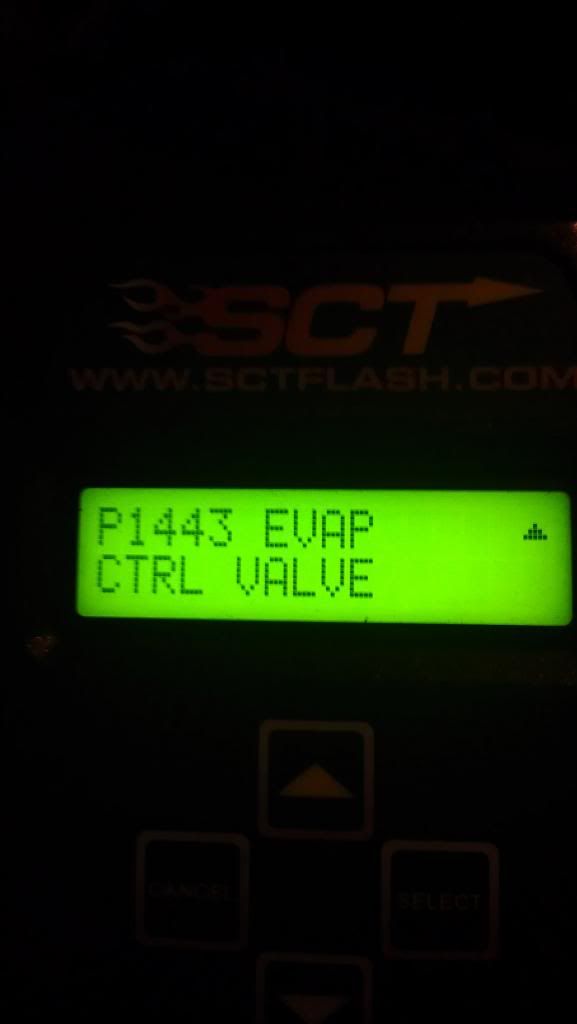 SCT
WWW.SCTFLASH.COM
P1443 EVAP
CTRL VALVE
CANCEL
SELECT